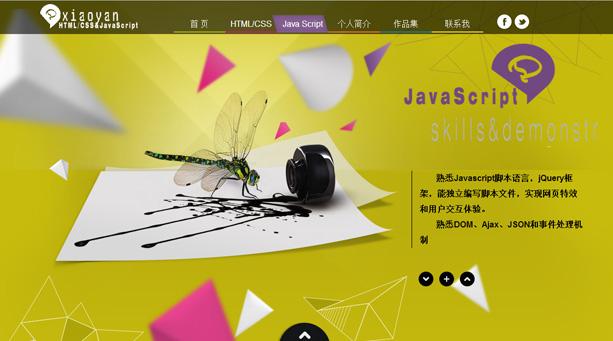 xiaoyan
HTML/CSS&JavaScript
首 页 HTML/CSS Java Script 个人简介 作品集 联系我
JavaScript
skills&demonstr
熟悉Javascript脚本语言，jQuery框
架，能独立编写脚本文件，实现网页特效
和用户交互体验。
熟悉DOM、Ajax、JSON和事件处理机
制